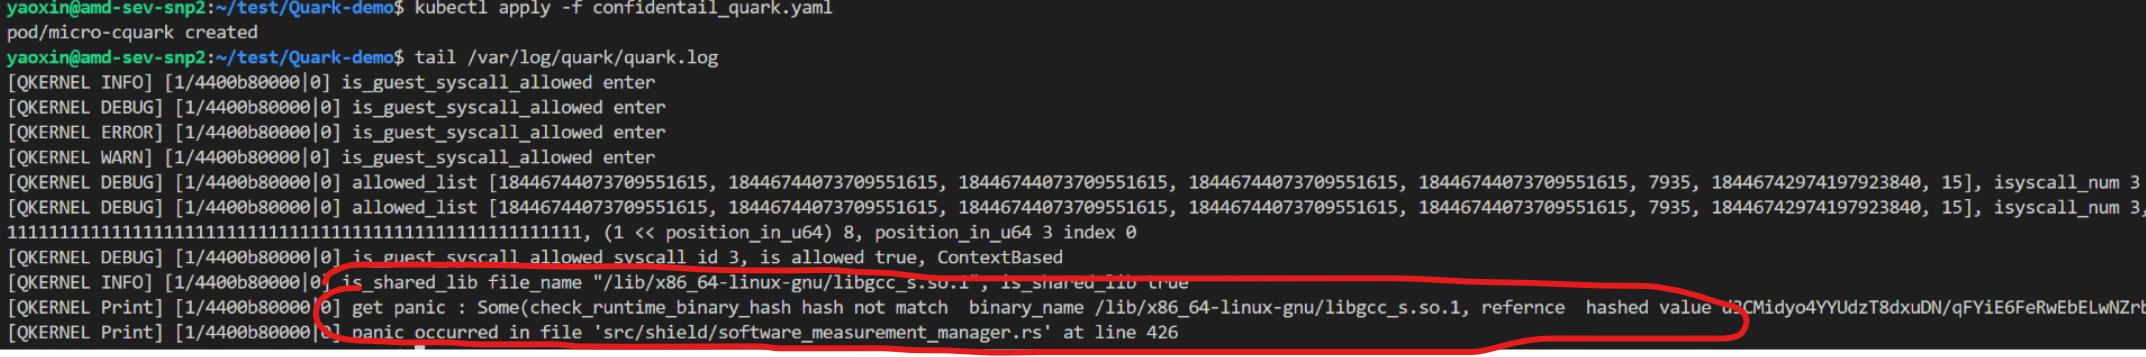 yaoxin@amd-sev-snp2:~/test/Quark-demo$ kubectl apply -f confidentail_quark.yaml
pod/micro-cquark created
yaoxin@amd-sev-snp2:~/test/Quark-demo$ tail /var/log/quark/quark.log
[QKERNEL INFO] [1/4400b80000|0] is_guest_syscall_allowed enter
[QKERNEL DEBUG] [1/4400b80000|0] is_guest_syscall_allowed enter
[QKERNEL ERROR] [1/4400b80000|0] is_guest_syscall_allowed enter
[QKERNEL WARN] [1/4400b80000|0] is_guest_syscall_allowed enter
[QKERNEL DEBUG] [1/4400b80000|0] allowed_list [18446744073709551615, 18446744073709551615, 18446744073709551615, 18446744073709551615, 18446744073709551615, 7935, 18446742974197923840, 15], isyscall_num 3
[QKERNEL DEBUG] [1/4400b80000|0] allowed_list [18446744073709551615, 18446744073709551615, 18446744073709551615, 18446744073709551615, 18446744073709551615, 7935, 18446742974197923840, 15], isyscall_num 3,
1111111111111111111111111111111111111111111111111111111111, (1 << position_in_u64) 8, position_in_u64 3 index 0
[QKERNEL DEBUG] [1/4400b80000|0] is_guest_syscall_allowed syscall id 3, is allowed true, ContextBased
[QKERNEL INFO] [1/4400b80000|0] is_shared_lib file_name "/lib/x86_64-linux-gnu/libgcc_s.so.1", is_shared_lib true
[QKERNEL Print] [1/4400b80000|0] get panic : Some(check_runtime_binary_hash hash not match  binary_name /lib/x86_64-linux-gnu/libgcc_s.so.1, refernce  hashed value
[QKERNEL Print] [1/4400b80000|0] panic occurred in file 'src/shield/software_measurement_manager.rs' at line 426